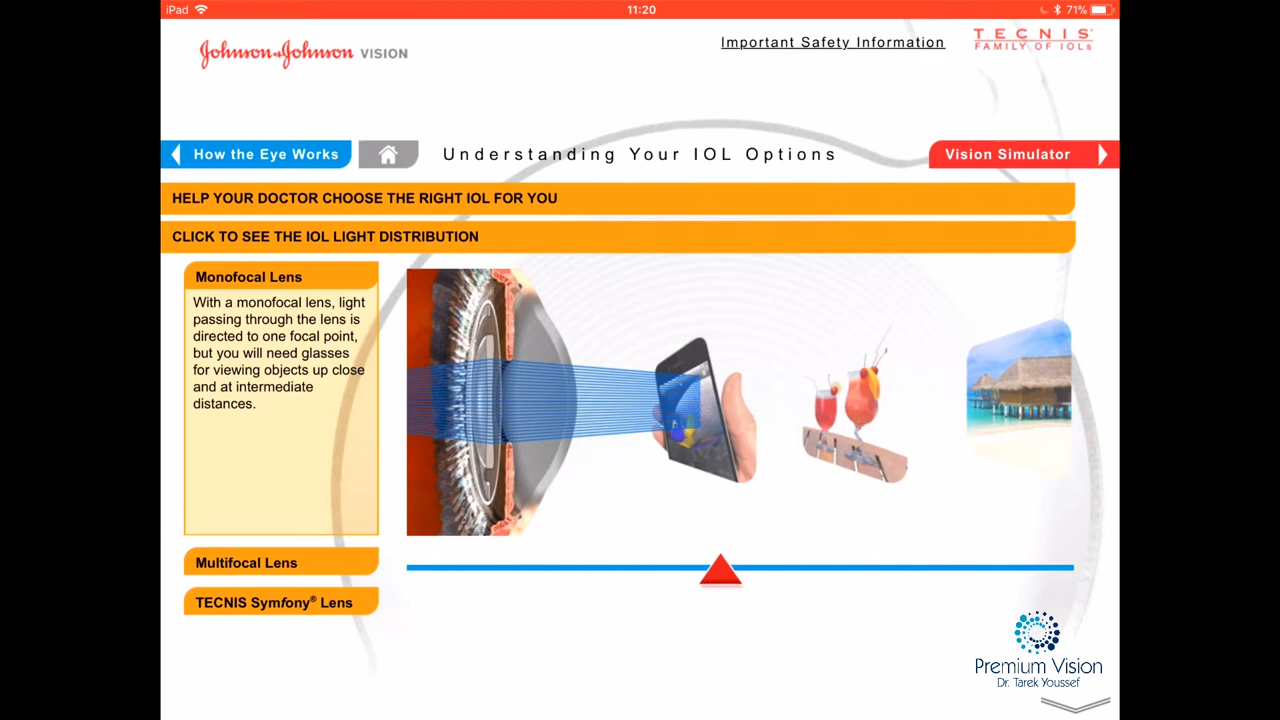 iPad
11:20
71%
Johnson&Johnson VISION
Important Safety Information
TECNIS
FAMILY OF IOLs
How the Eye Works
Understanding Your IOL Options
Vision Simulator
HELP YOUR DOCTOR CHOOSE THE RIGHT IOL FOR YOU
CLICK TO SEE THE IOL LIGHT DISTRIBUTION
Monofocal Lens
With a monofocal lens, light
passing through the lens is
directed to one focal point,
but you will need glasses
for viewing objects up close
and at intermediate
distances.
Multifocal Lens
TECNIS Symfony® Lens
Premium Vision
Dr. Tarek Youssef